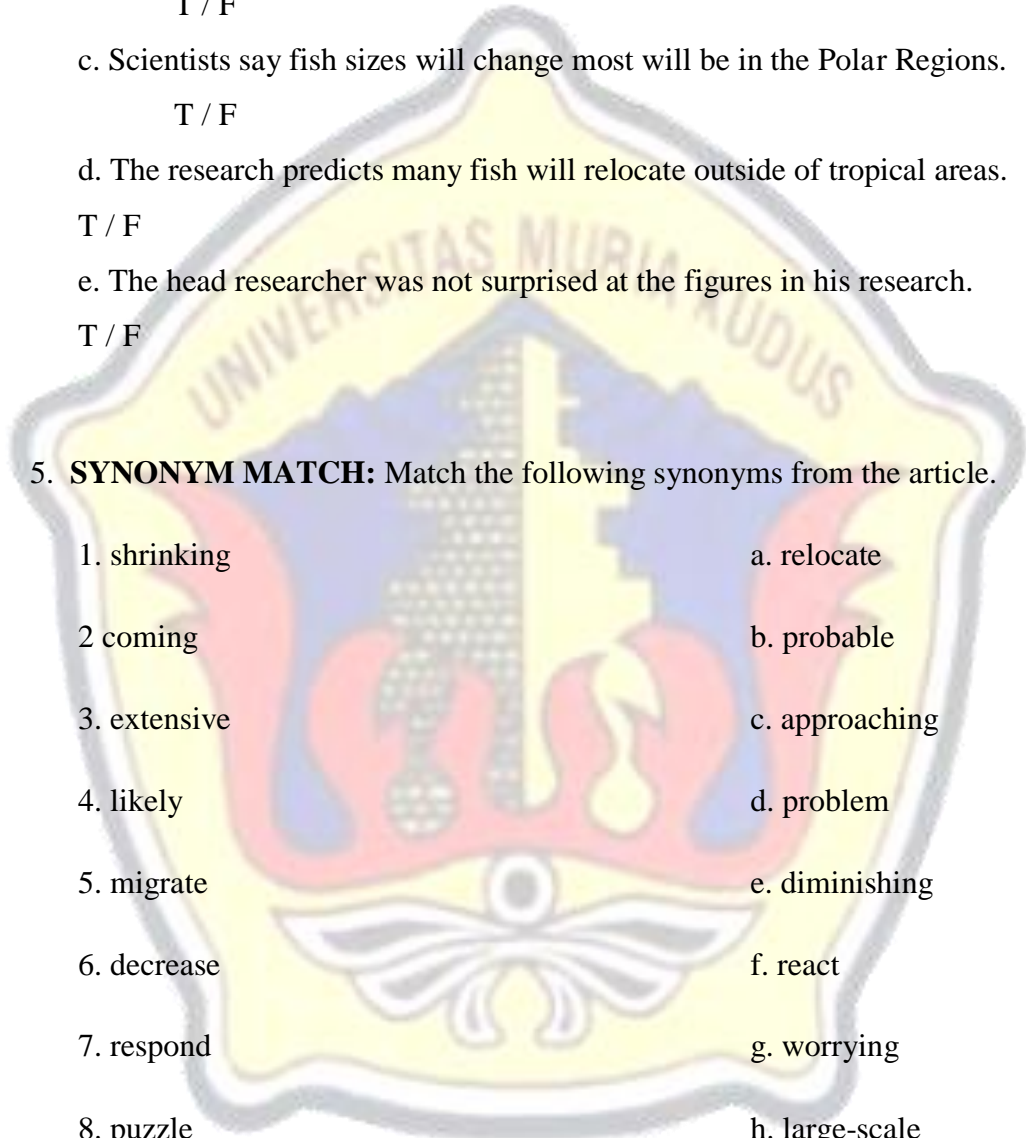 T / F
c. Scientists say fish sizes will change most will be in the Polar Regions.
T / F
d. The research predicts many fish will relocate outside of tropical areas.
T / F
UNIVERSITAS MURIA KUDUS
e. The head researcher was not surprised at the figures in his research.
T / F
5. SYNONYM MATCH: Match the following synonyms from the article.
1. shrinking a. relocate
2 coming b. probable
3. extensive c. approaching
4. likely d. problem
5. migrate e. diminishing
6. decrease f. react
7. respond g. worrying
8. puzzle h. large-scale